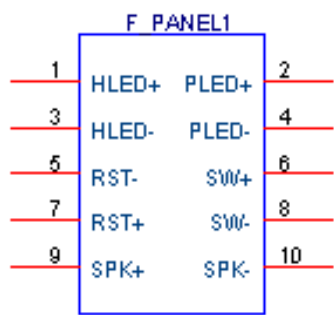 F_PANEL1
1 HLED+ PLED+ 2
3 HLED- PLED- 4
5 RST- SW+ 6
7 RST+ SW- 8
9 SPK+ SPK- 10